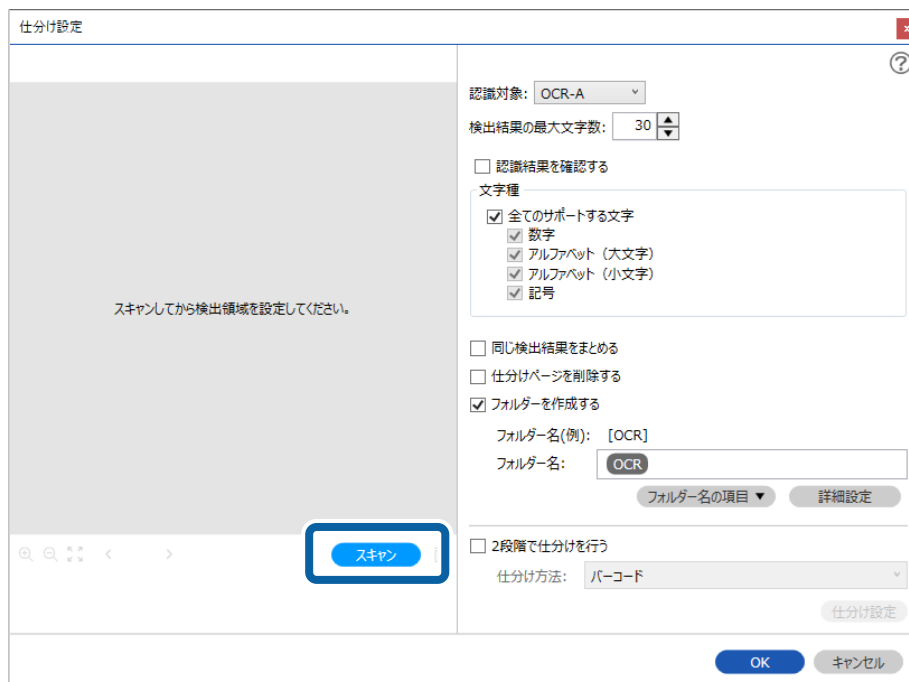 仕分け設定
認識対象: OCR-A
検出結果の最大文字数: 30
認識結果を確認する
文字種
全てのサポートする文字
数字
アルファベット（大文字）
アルファベット（小文字）
記号
スキャンしてから検出領域を設定してください。
同じ検出結果をまとめる
仕分けページを削除する
フォルダーを作成する
フォルダー名(例): [OCR]
フォルダー名: OCR
フォルダー名の項目▼ 詳細設定
スキャン
2段階で仕分けを行う
仕分け方法: バーコード
仕分け設定
OK キャンセル